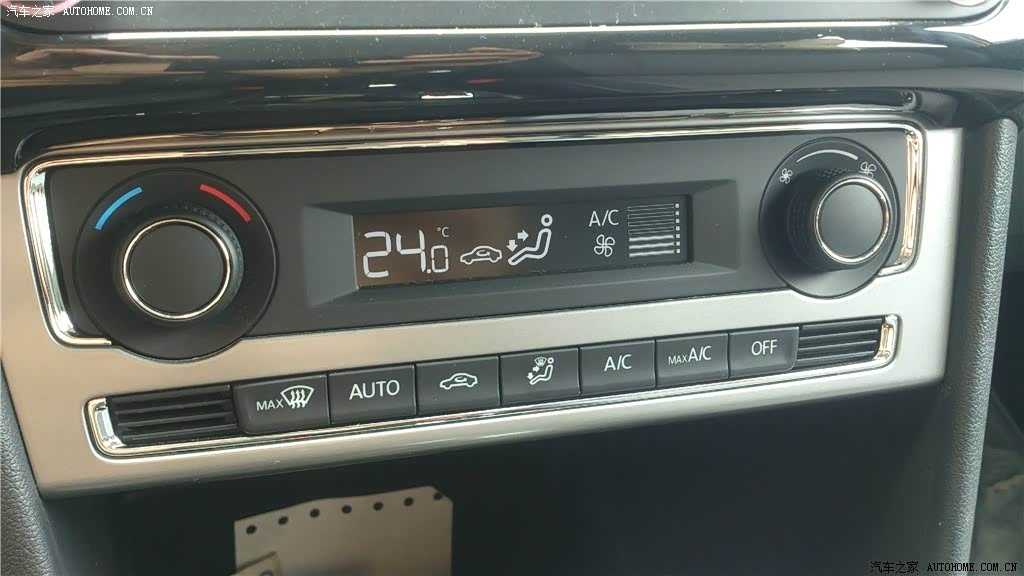 汽车之家 AUTOHOME.COM.CN
24.0 °C A/C
MAX AUTO A/C MAX A/C OFF
汽车之家 AUTOHOME.COM.CN